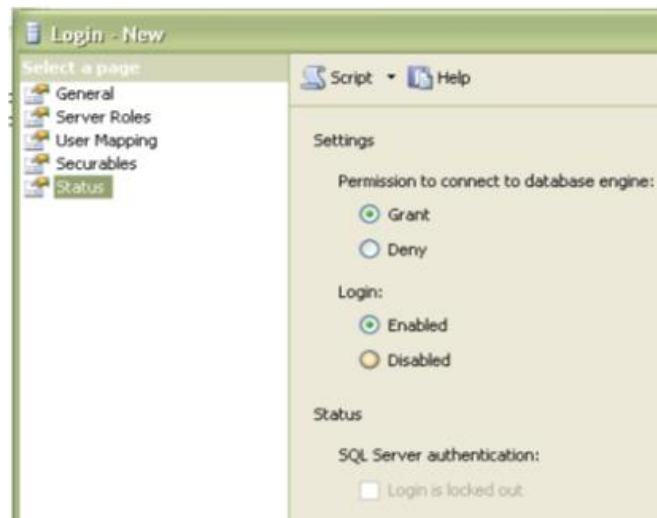 Login - New
Select a page
General
Server Roles
User Mapping
Securables
Status
Script Help
Settings
Permission to connect to database engine:
Grant
Deny
Login:
Enabled
Disabled
Status
SQL Server authentication:
Login is locked out